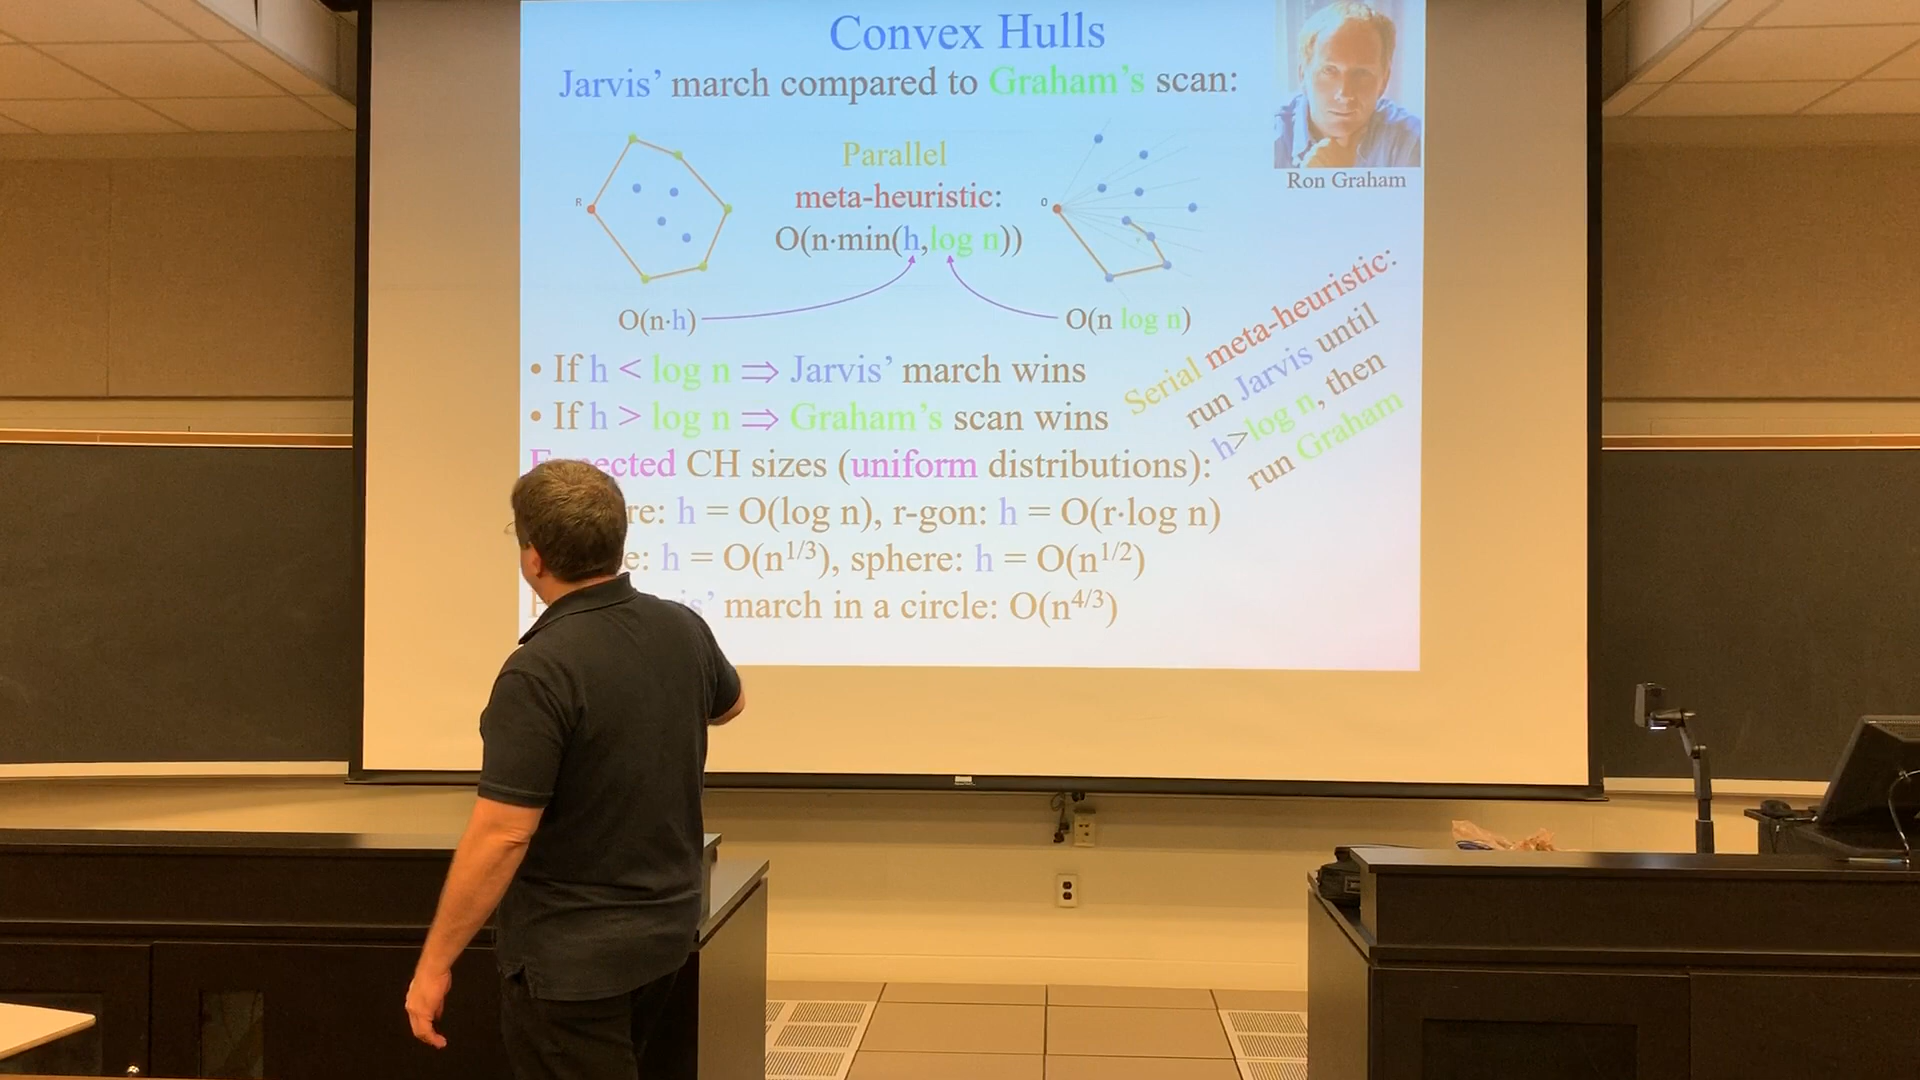 Convex Hulls
Jarvis’ march compared to Graham’s scan:
Ron Graham
Parallel
meta-heuristic:
O(n·min(h,log n))
R
O
O(n·h)
O(n log n)
• If h < log n ⇒ Jarvis’ march wins
• If h > log n ⇒ Graham’s scan wins
Serial meta-heuristic:
run Jarvis until
h>log n, then
run Graham
CH sizes (uniform distributions):
h = O(log n), r-gon: h = O(r·log n)
h = O(n^1/3), sphere: h = O(n^1/2)
march in a circle: O(n^4/3)